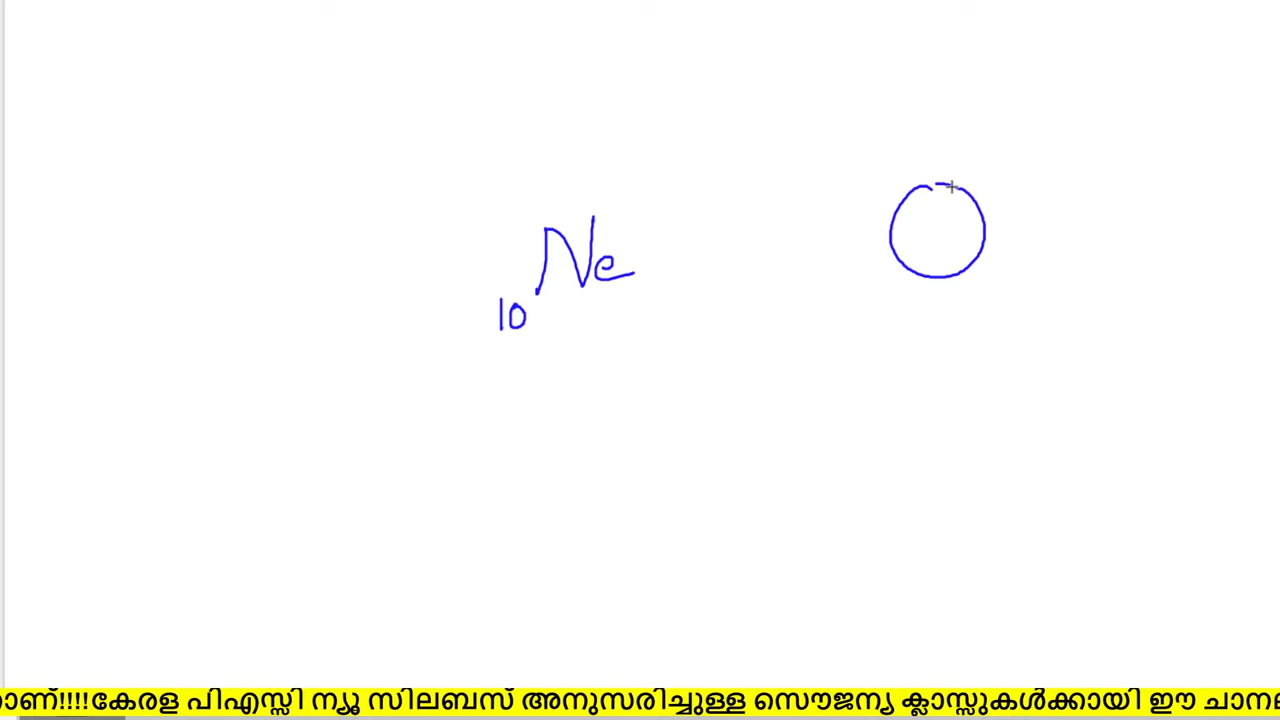 Ne
10
!!!!കേരള പിഎസ്സി ന്യൂ സിലബസ് അനുസരിച്ചുള്ള സൌജന്യ ക്ലാസ്സുകൾക്കായി ഈ